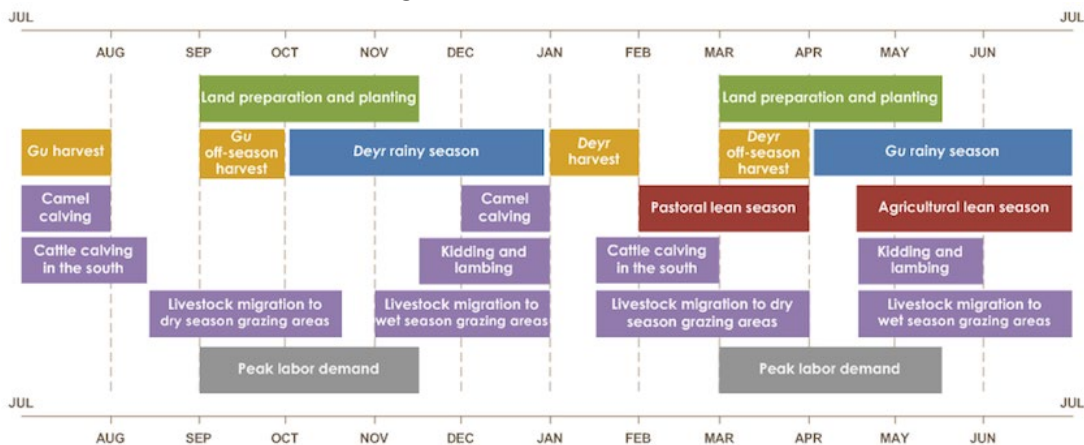 JUL JUL
AUG SEP OCT NOV DEC JAN FEB MAR APR MAY JUN
Land preparation and planting
Land preparation and planting
Gu harvest
Gu
off-season
harvest
Deyr rainy season
Deyr
harvest
Deyr
off-season
harvest
Gu rainy season
Camel
calving
Camel
calving
Pastoral lean season
Agricultural lean season
Cattle calving
in the south
Kidding and
lambing
Cattle calving
in the south
Kidding and
lambing
Livestock migration to
dry season grazing areas
Livestock migration to
wet season grazing areas
Livestock migration to dry
season grazing areas
Livestock migration to
wet season grazing areas
Peak labor demand
Peak labor demand
JUL JUL
AUG SEP OCT NOV DEC JAN FEB MAR APR MAY JUN